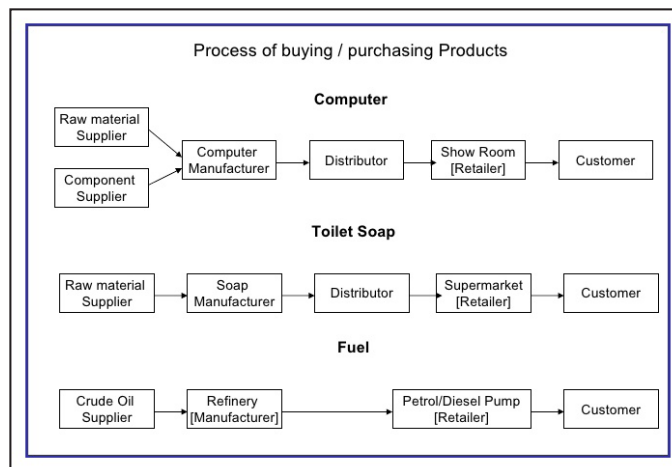 Process of buying / purchasing Products
Computer
Raw material
Supplier
Component
Supplier
Computer
Manufacturer
Distributor
Show Room
[Retailer]
Customer
Toilet Soap
Raw material
Supplier
Soap
Manufacturer
Distributor
Supermarket
[Retailer]
Customer
Fuel
Crude Oil
Supplier
Refinery
[Manufacturer]
Petrol/Diesel Pump
[Retailer]
Customer